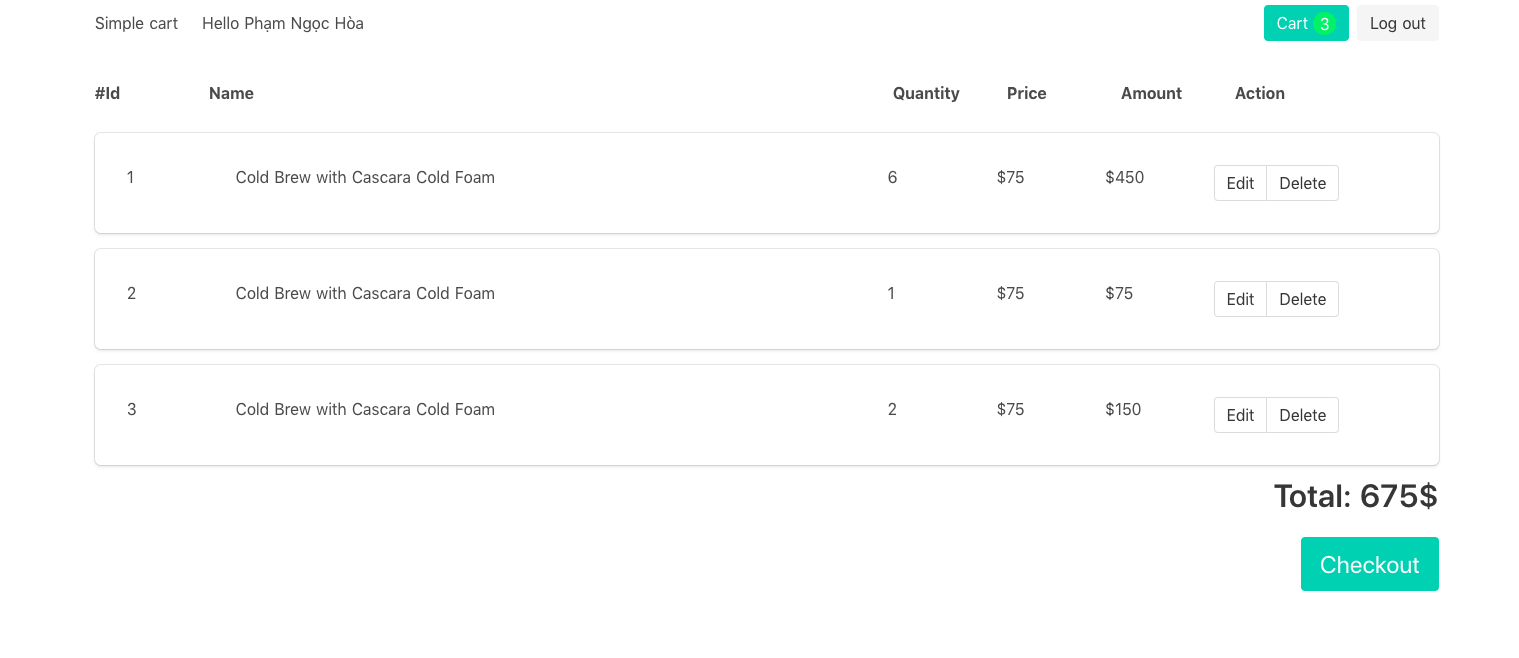 Simple cart Hello Phạm Ngọc Hòa Cart 3 Log out
#Id Name Quantity Price Amount Action
1 Cold Brew with Cascara Cold Foam 6 $75 $450 Edit Delete
2 Cold Brew with Cascara Cold Foam 1 $75 $75 Edit Delete
3 Cold Brew with Cascara Cold Foam 2 $75 $150 Edit Delete
Total: 675$
Checkout